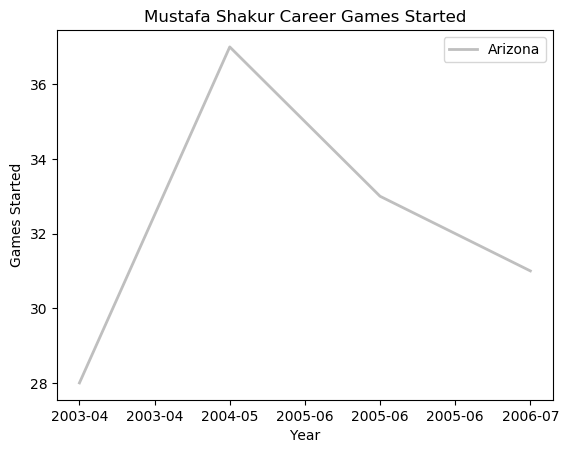 Mustafa Shakur Career Games Started
Arizona
36
34
32
30
28
Games Started
2003-04 2003-04 2004-05 2005-06 2005-06 2005-06 2006-07
Year